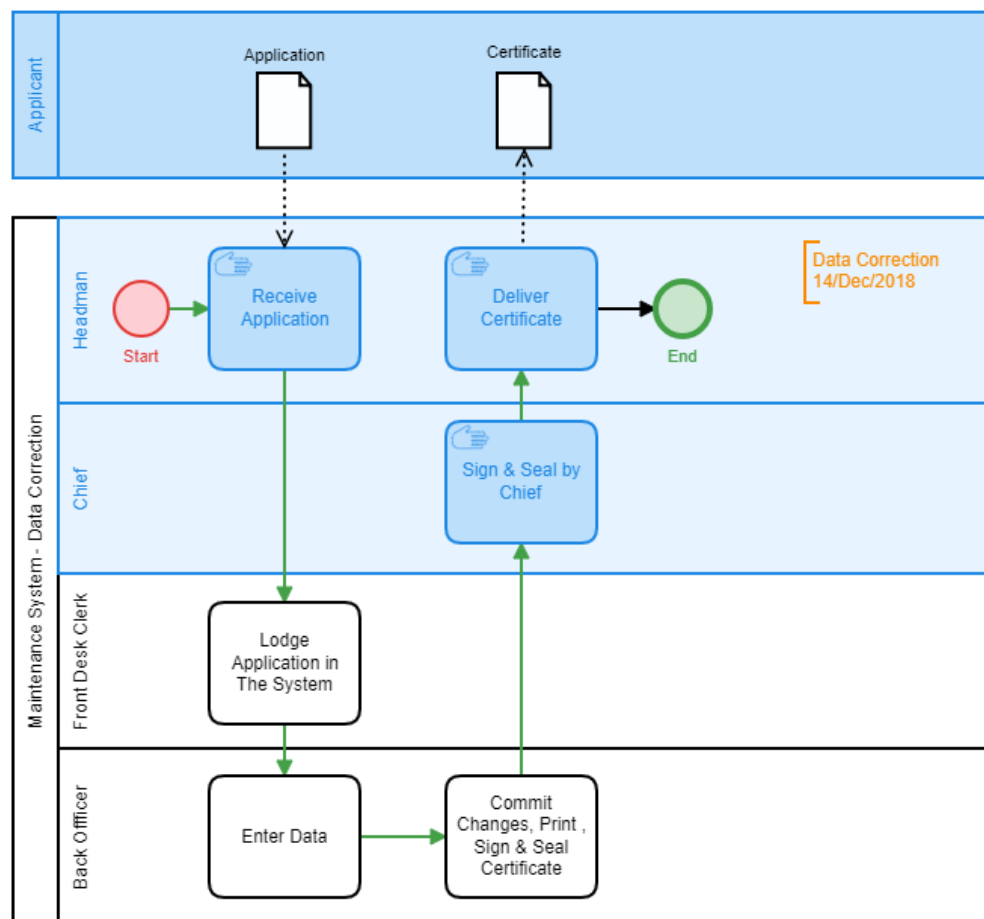 Applicant
Application
Certificate
Maintenance System - Data Correction
Headman
Start
Receive
Application
Deliver
Certificate
End
Data Correction
14/Dec/2018
Chief
Sign & Seal by
Chief
Front Desk Clerk
Lodge
Application in
The System
Back Offficer
Enter Data
Commit
Changes, Print ,
Sign & Seal
Certificate